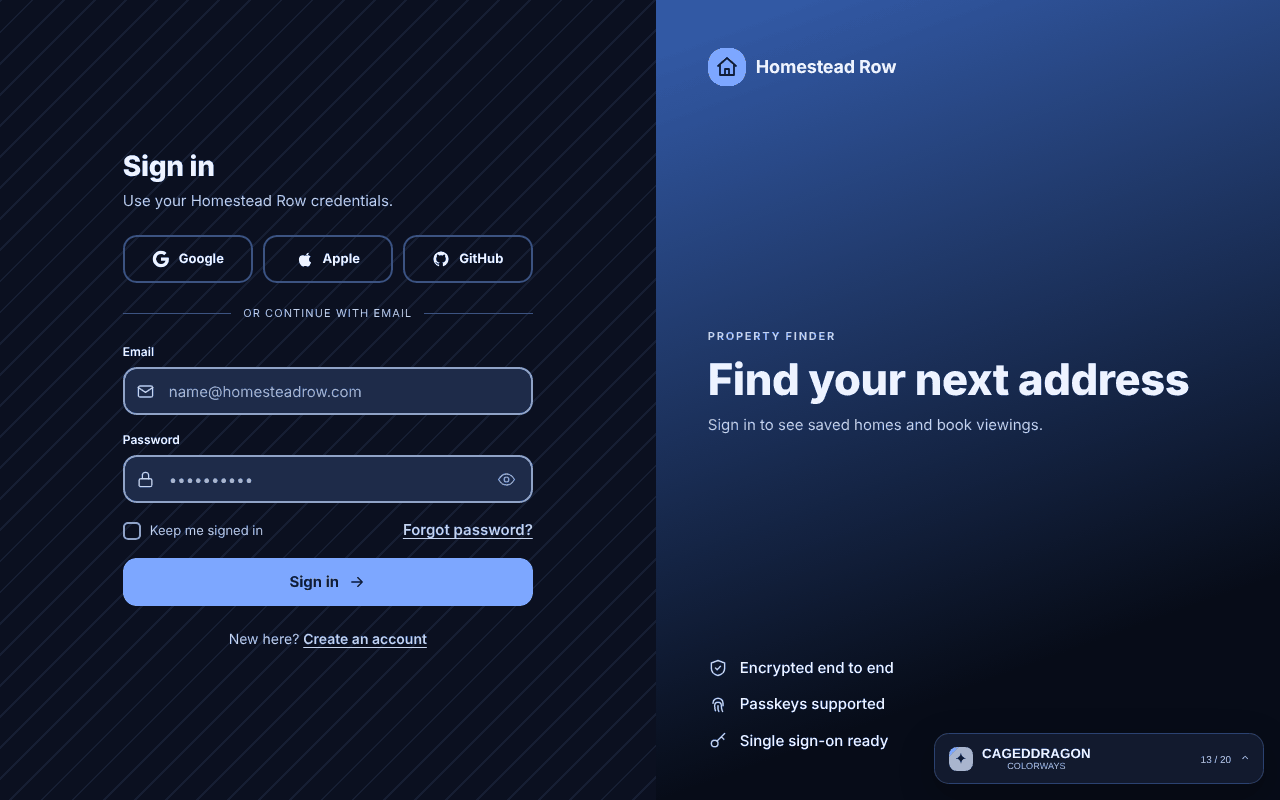 Sign in
Use your Homestead Row credentials.
Google
Apple
GitHub
OR CONTINUE WITH EMAIL
Email
name@homesteadrow.com
Password
Keep me signed in
Forgot password?
Sign in
New here? Create an account
Homestead Row
PROPERTY FINDER
Find your next address
Sign in to see saved homes and book viewings.
Encrypted end to end
Passkeys supported
Single sign-on ready
CAGEDDRAGON
COLORWAYS
13 / 20